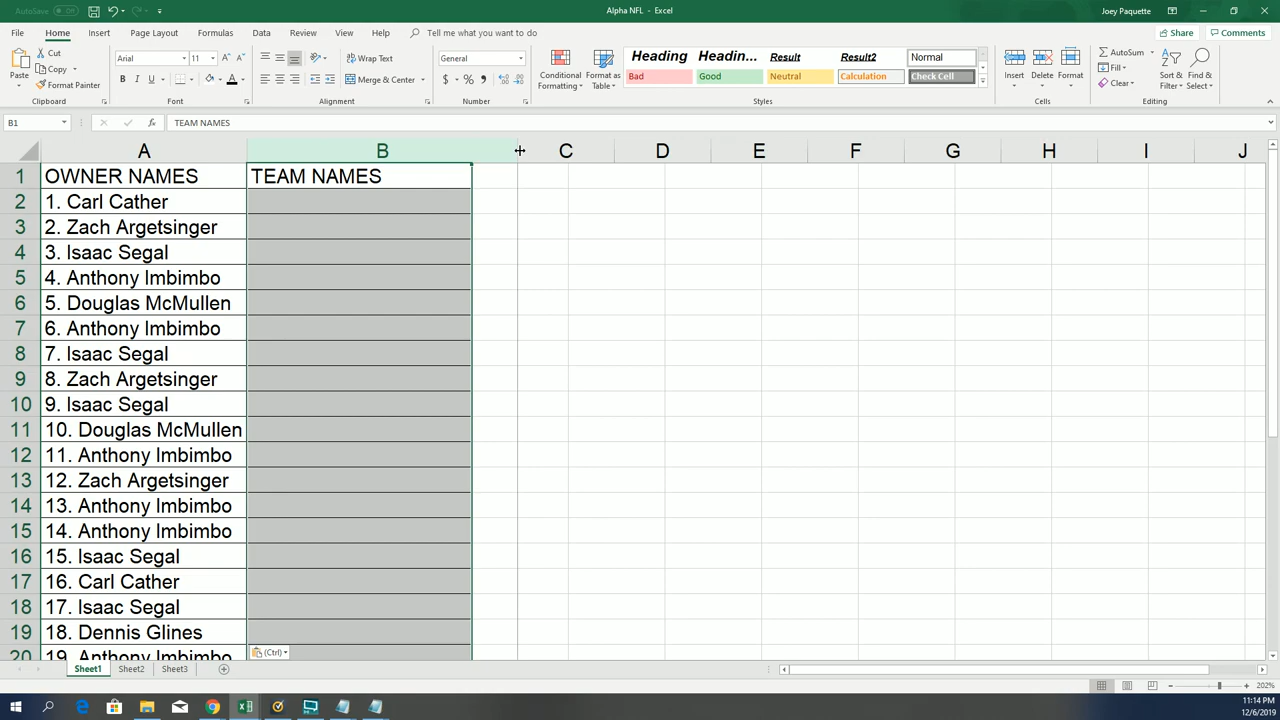 AutoSave Off
Alpha NFL - Excel
Joey Paquette
File Home Insert Page Layout Formulas Data Review View Help Tell me what you want to do
Share Comments
Paste
Cut
Copy
Format Painter
Clipboard
Arial 11
B I U
Font
Wrap Text
Merge & Center
Alignment
General
$ % ,
Number
Conditional Formatting
Format as Table
Heading Headin... Result Result2 Normal
Bad Good Neutral Calculation Check Cell
Styles
Insert Delete Format
Cells
AutoSum
Fill
Clear
Sort & Filter
Find & Select
Editing
B1 fx TEAM NAMES
A B C D E F G H I J
1 OWNER NAMES TEAM NAMES
2 1. Carl Cather
3 2. Zach Argetsinger
4 3. Isaac Segal
5 4. Anthony Imbimbo
6 5. Douglas McMullen
7 6. Anthony Imbimbo
8 7. Isaac Segal
9 8. Zach Argetsinger
10 9. Isaac Segal
11 10. Douglas McMullen
12 11. Anthony Imbimbo
13 12. Zach Argetsinger
14 13. Anthony Imbimbo
15 14. Anthony Imbimbo
16 15. Isaac Segal
17 16. Carl Cather
18 17. Isaac Segal
19 18. Dennis Glines
20 19. Anthony Imbimbo
(Ctrl)
Sheet1 Sheet2 Sheet3
202%
11:14 PM
12/6/2019